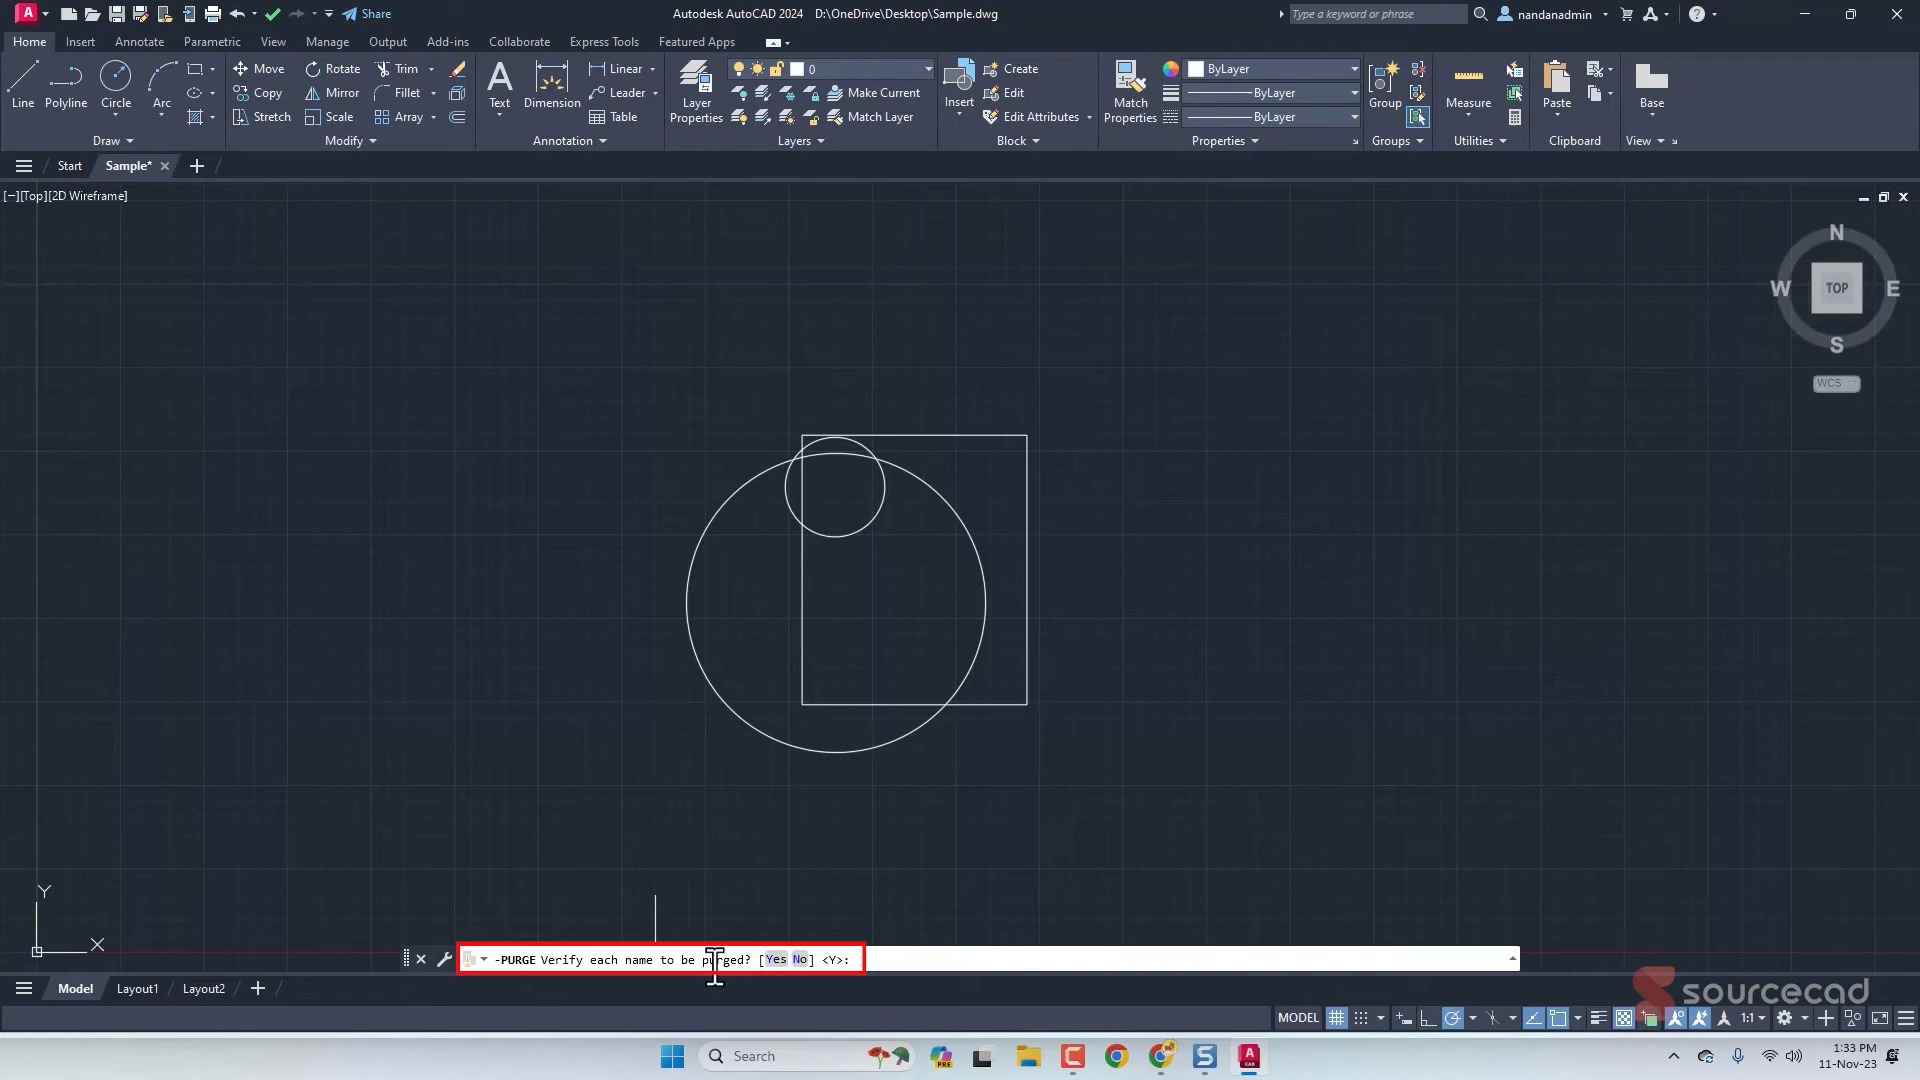 Share
Autodesk AutoCAD 2024 D:\OneDrive\Desktop\Sample.dwg
Type a keyword or phrase
nandanadmin
Home Insert Annotate Parametric View Manage Output Add-ins Collaborate Express Tools Featured Apps
Line Polyline Circle Arc
Draw
Move Rotate Trim
Copy Mirror Fillet
Stretch Scale Array
Modify
Text Dimension
Linear
Leader
Table
Annotation
Layer Properties
0
Make Current
Match Layer
Layers
Insert
Create
Edit
Edit Attributes
Block
Match Properties
ByLayer
ByLayer
ByLayer
Properties
Group
Groups
Measure
Utilities
Paste
Clipboard
Base
View
Start Sample*
[−][Top][2D Wireframe]
N
W TOP E
S
WCS
Y
X
-PURGE Verify each name to be purged? [Yes No] <Y>:
Model Layout1 Layout2
sourcecad
MODEL 1:1
Search
PRE
CAD
1:33 PM
11-Nov-23